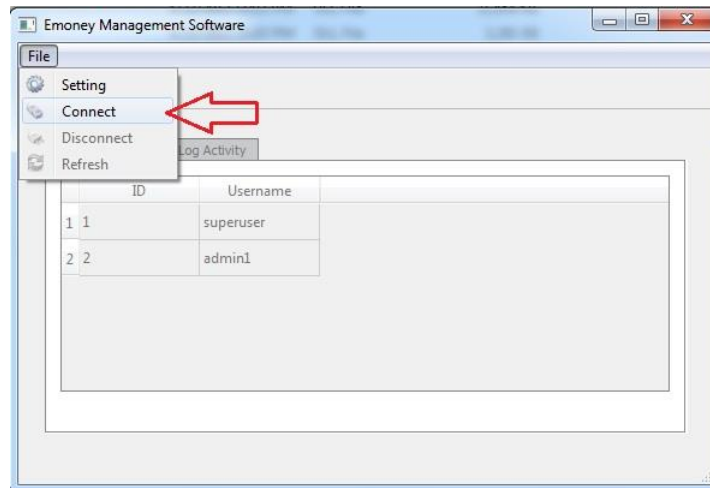 Emoney Management Software
File
Setting
Connect
Disconnect
Refresh
Log Activity
ID Username
1 1 superuser
2 2 admin1